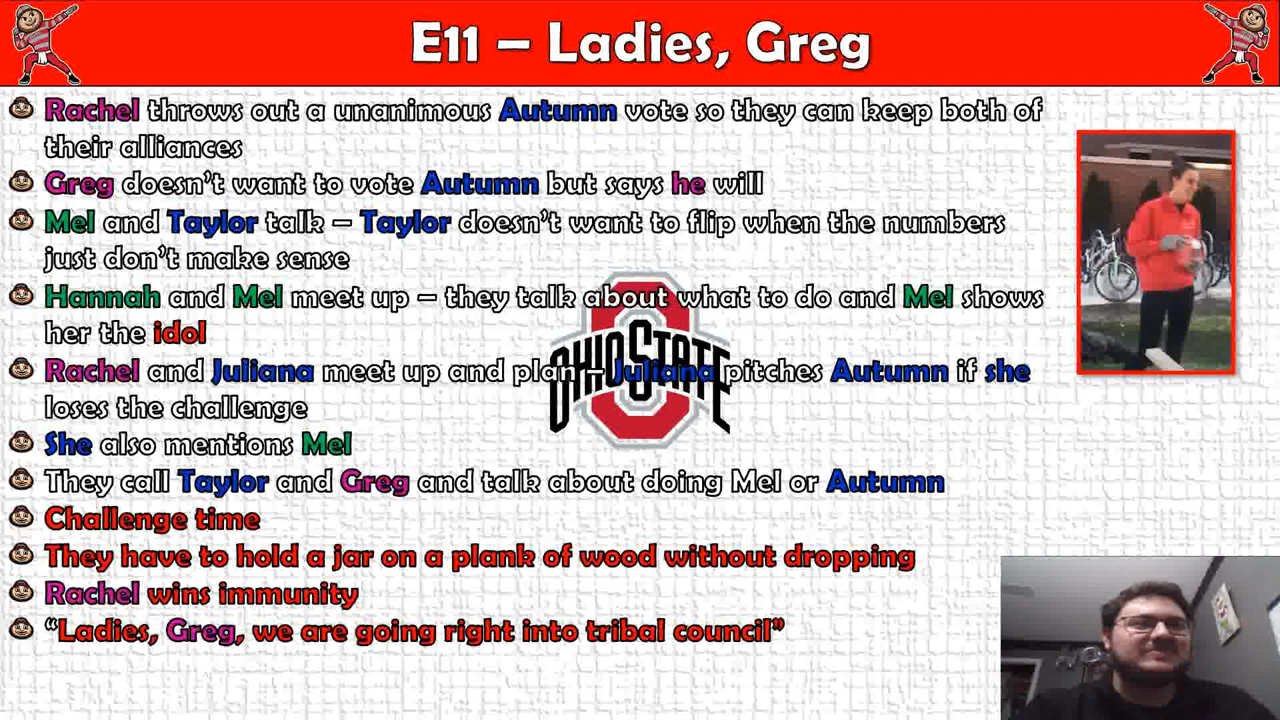 E11 – Ladies, Greg
Rachel throws out a unanimous Autumn vote so they can keep both of
their alliances
Greg doesn't want to vote Autumn but says he will
Mel and Taylor talk – Taylor doesn't want to flip when the numbers
just don't make sense
Hannah and Mel meet up – they talk about what to do and Mel shows
her the idol
Rachel and Juliana meet up and plan – Juliana pitches Autumn if she
loses the challenge
She also mentions Mel
They call Taylor and Greg and talk about doing Mel or Autumn
Challenge time
They have to hold a jar on a plank of wood without dropping
Rachel wins immunity
“Ladies, Greg, we are going right into tribal council”
OHIO STATE